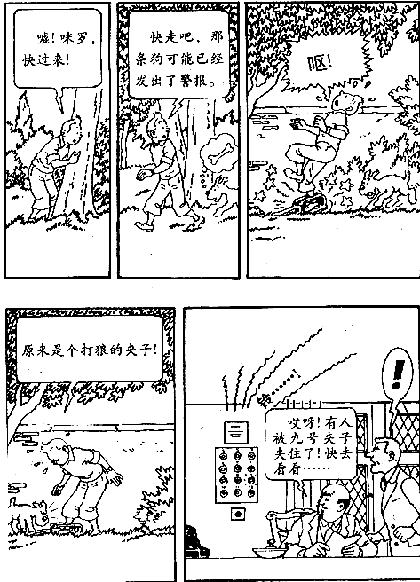 嘘！咪罗，
快过来！
快走吧，那
条狗可能已经
发出了警报。
呕！
原来是个打狼的夹子！
!
哎呀！有人
被九号夹子
夹住了！快去
看看……